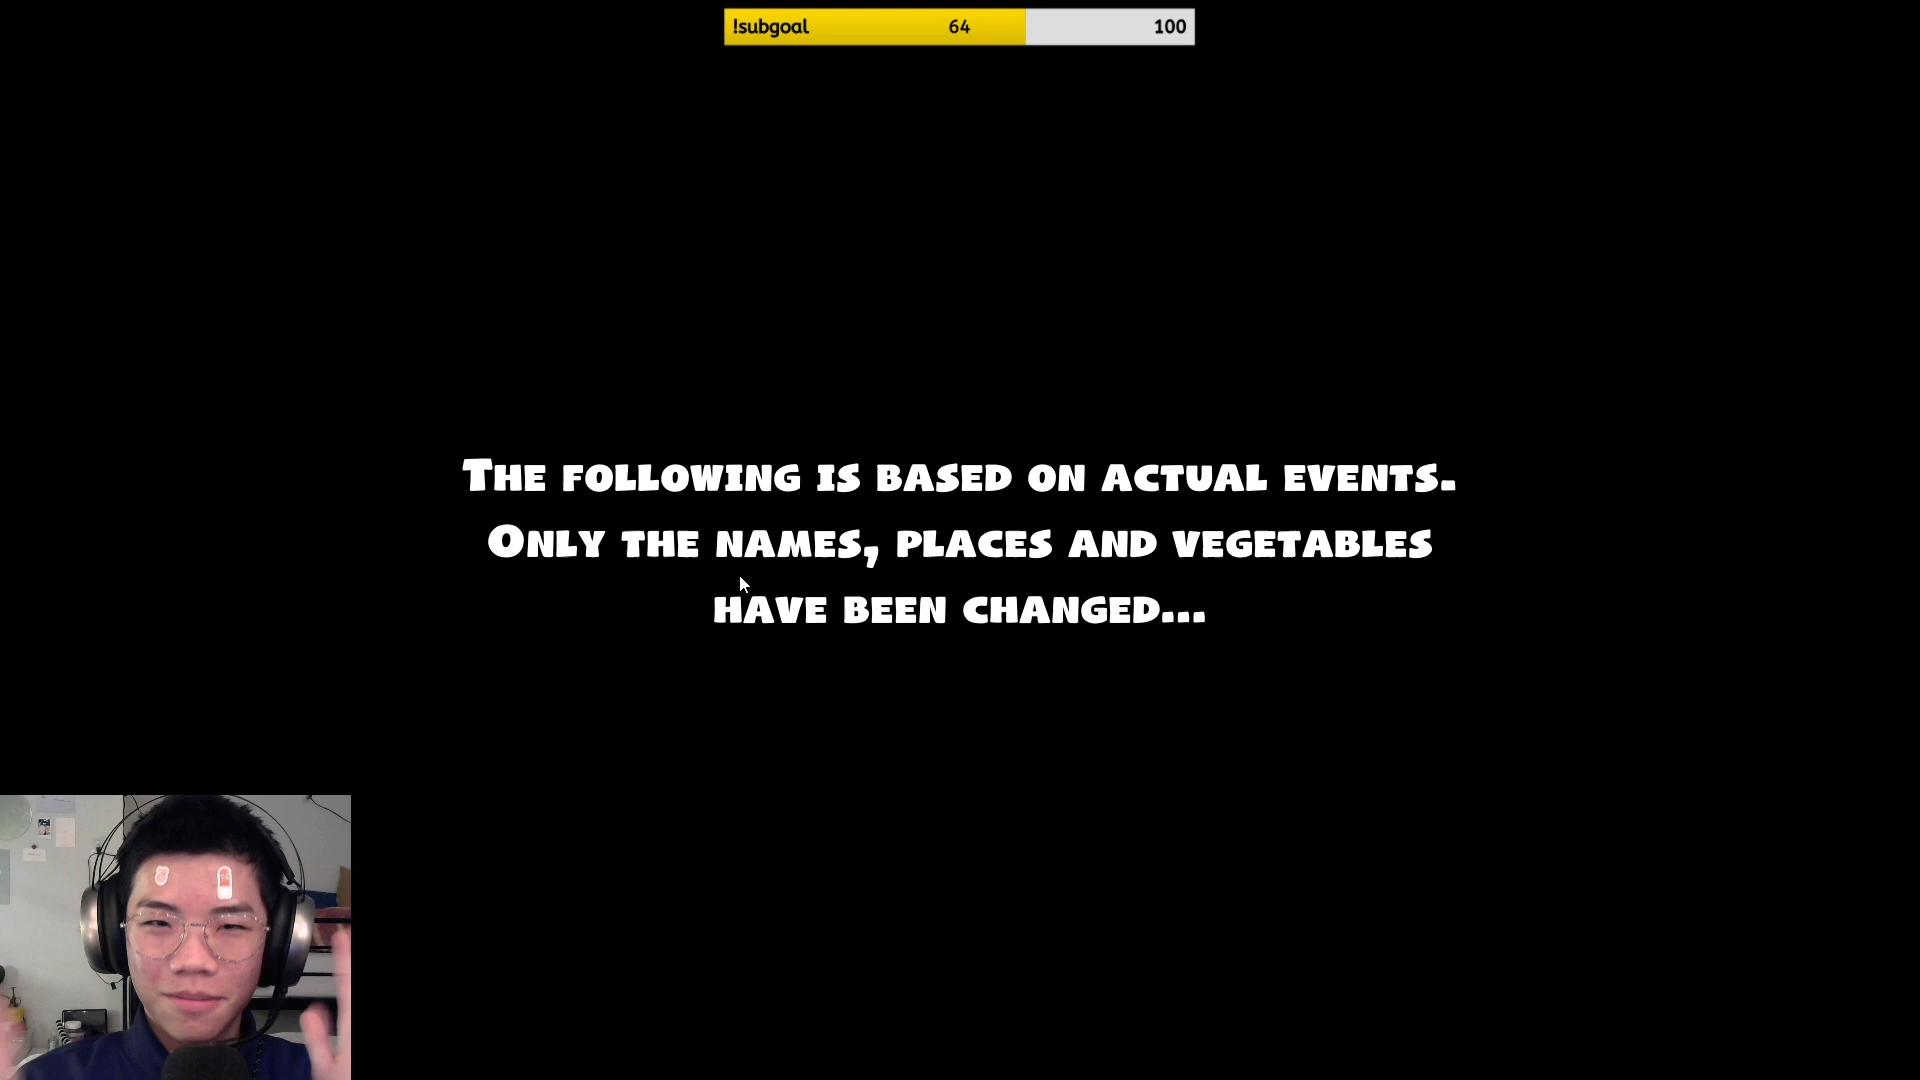 !subgoal 64 100
The following is based on actual events.
Only the names, places and vegetables
have been changed...